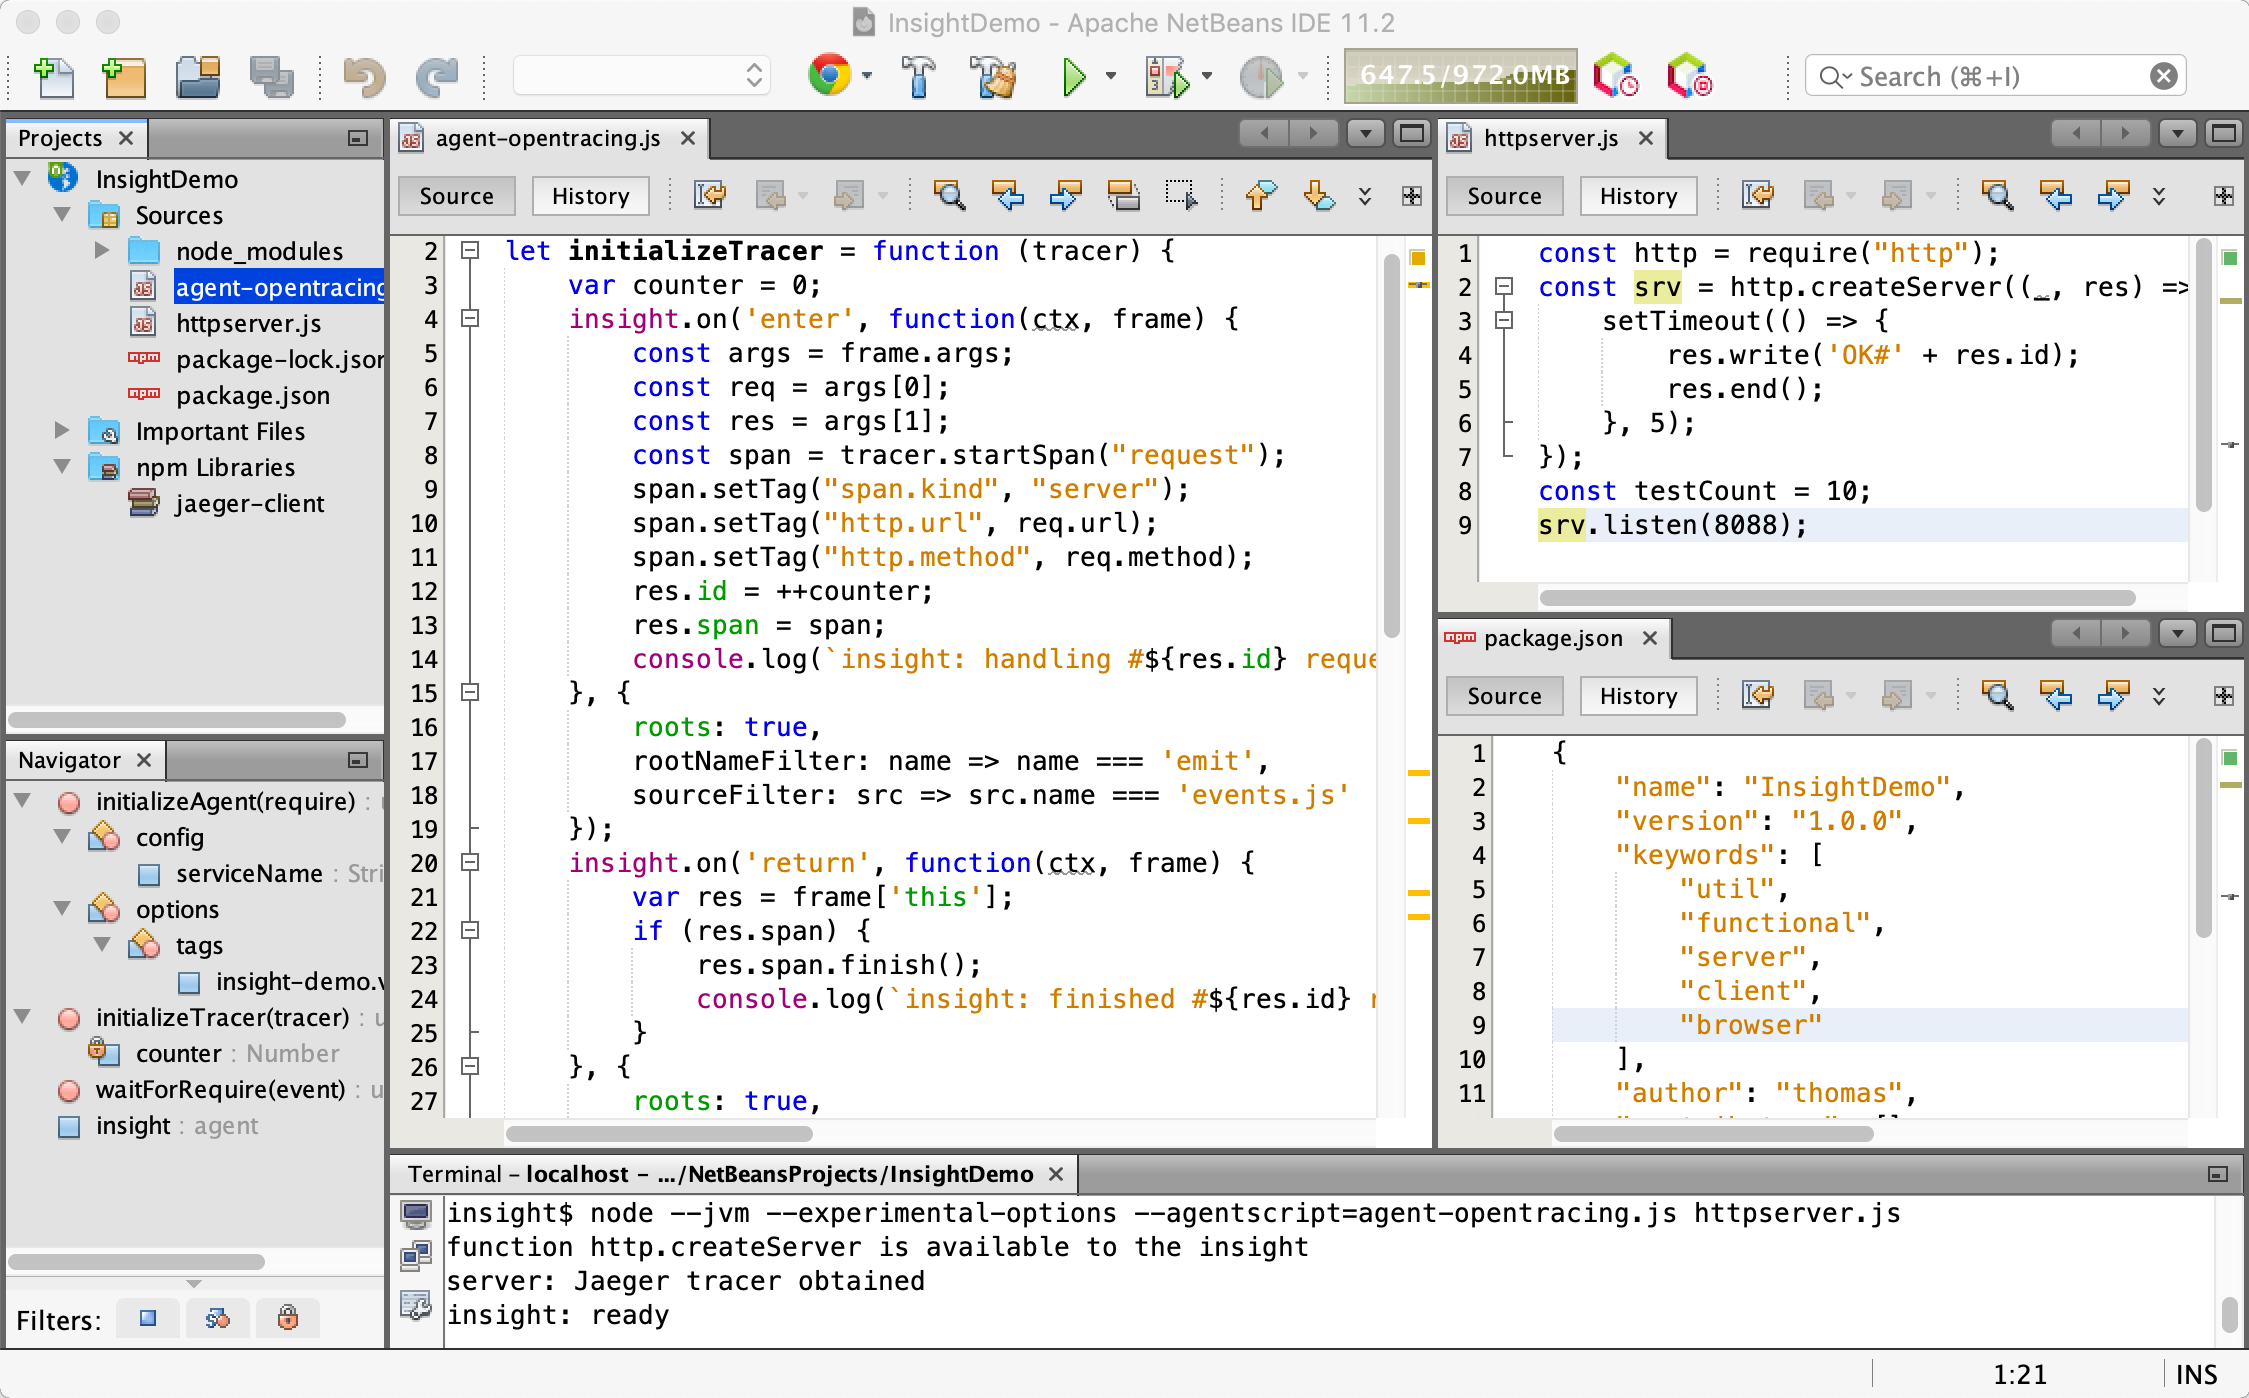 InsightDemo - Apache NetBeans IDE 11.2
647.5/972.0MB
Search (⌘+I)
Projects
InsightDemo
Sources
node_modules
agent-opentracing
httpserver.js
package-lock.json
package.json
Important Files
npm Libraries
jaeger-client
Navigator
initializeAgent(require) : u
config
serviceName : Stri
options
tags
insight-demo.v
initializeTracer(tracer) : u
counter : Number
waitForRequire(event) : u
insight : agent
Filters:
agent-opentracing.js
Source
History
2 let initializeTracer = function (tracer) {
3 var counter = 0;
4 insight.on('enter', function(ctx, frame) {
5 const args = frame.args;
6 const req = args[0];
7 const res = args[1];
8 const span = tracer.startSpan("request");
9 span.setTag("span.kind", "server");
10 span.setTag("http.url", req.url);
11 span.setTag("http.method", req.method);
12 res.id = ++counter;
13 res.span = span;
14 console.log(`insight: handling #${res.id} reque
15 }, {
16 roots: true,
17 rootNameFilter: name => name === 'emit',
18 sourceFilter: src => src.name === 'events.js'
19 });
20 insight.on('return', function(ctx, frame) {
21 var res = frame['this'];
22 if (res.span) {
23 res.span.finish();
24 console.log(`insight: finished #${res.id} r
25 }
26 }, {
27 roots: true,
httpserver.js
Source
History
1 const http = require("http");
2 const srv = http.createServer((_, res) =>
3 setTimeout(() => {
4 res.write('OK#' + res.id);
5 res.end();
6 }, 5);
7 });
8 const testCount = 10;
9 srv.listen(8088);
npm package.json
Source
History
1 {
2 "name": "InsightDemo",
3 "version": "1.0.0",
4 "keywords": [
5 "util",
6 "functional",
7 "server",
8 "client",
9 "browser"
10 ],
11 "author": "thomas",
Terminal – localhost – .../NetBeansProjects/InsightDemo
insight$ node --jvm --experimental-options --agentscript=agent-opentracing.js httpserver.js
function http.createServer is available to the insight
server: Jaeger tracer obtained
insight: ready
1:21
INS